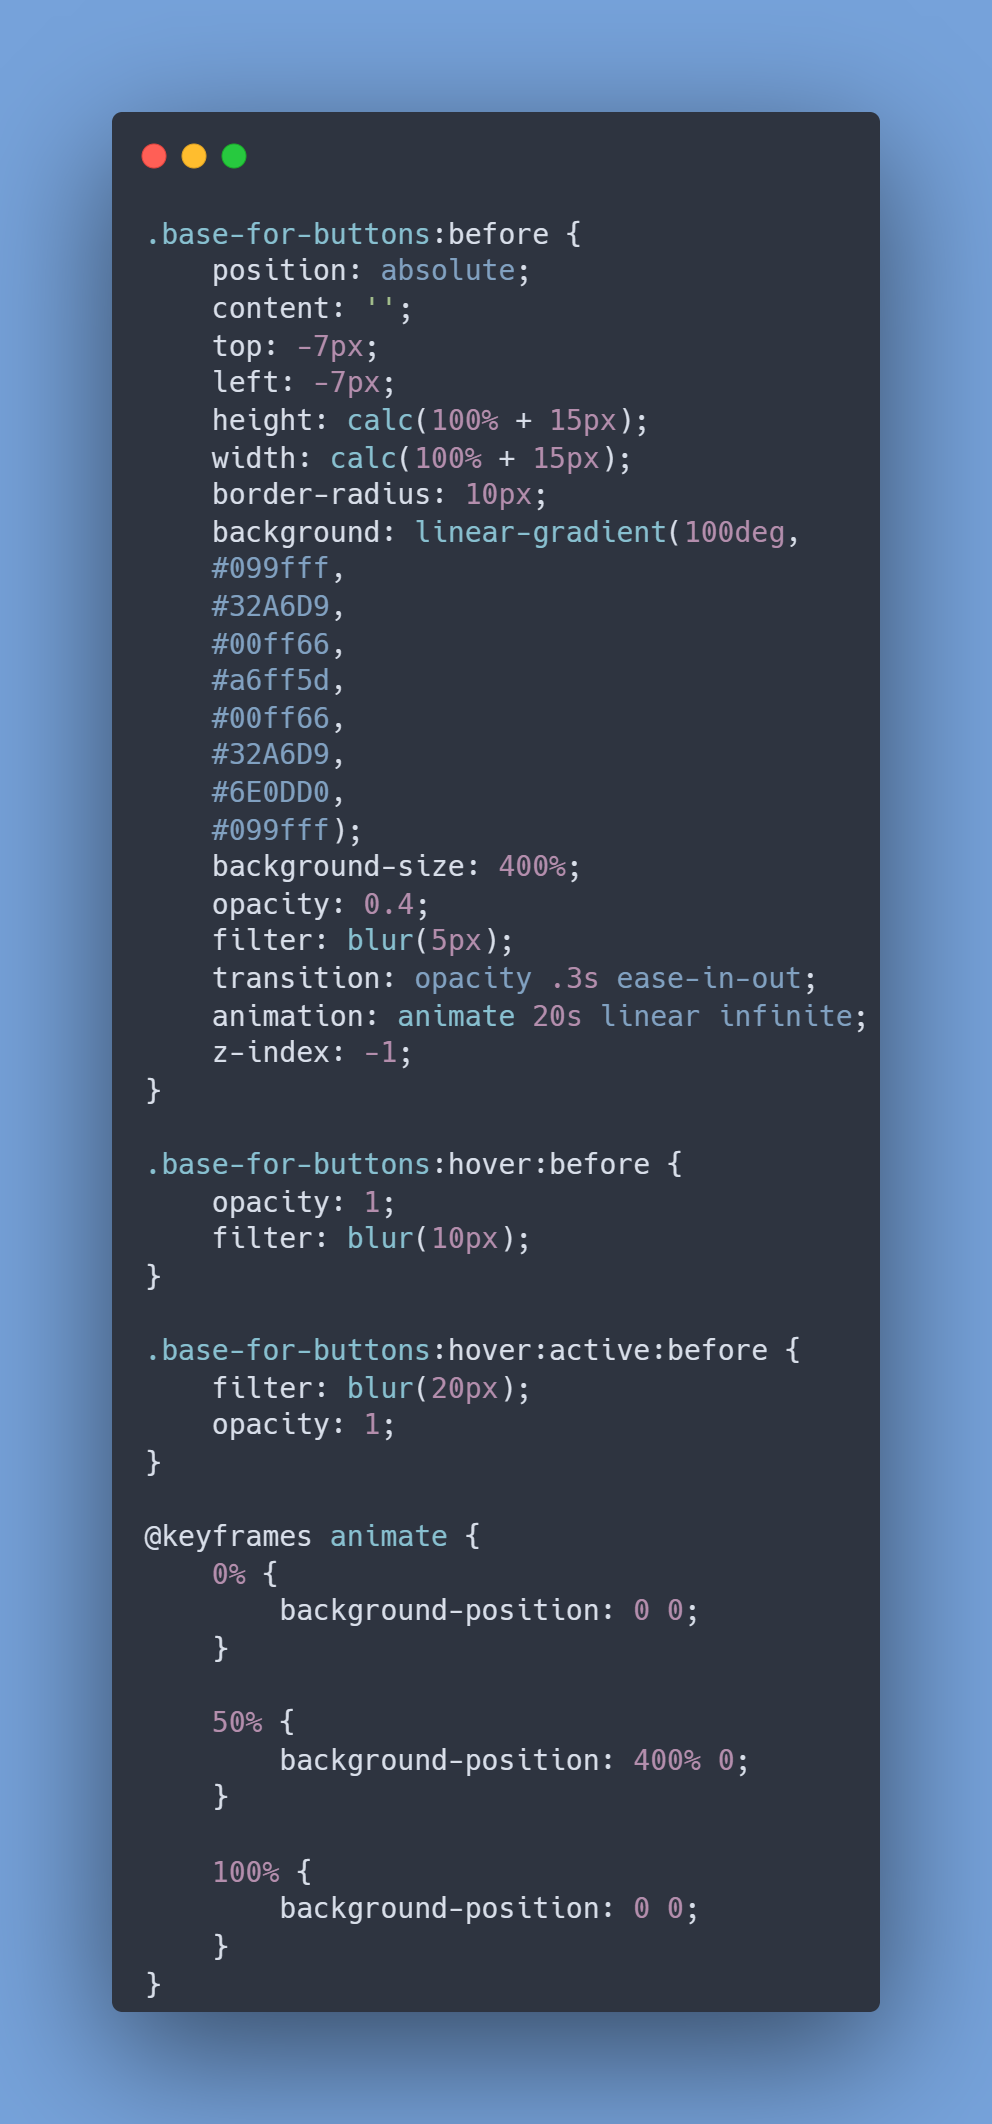 .base-for-buttons:before {
    position: absolute;
    content: '';
    top: -7px;
    left: -7px;
    height: calc(100% + 15px);
    width: calc(100% + 15px);
    border-radius: 10px;
    background: linear-gradient(100deg,
    #099fff,
    #32A6D9,
    #00ff66,
    #a6ff5d,
    #00ff66,
    #32A6D9,
    #6E0DD0,
    #099fff);
    background-size: 400%;
    opacity: 0.4;
    filter: blur(5px);
    transition: opacity .3s ease-in-out;
    animation: animate 20s linear infinite;
    z-index: -1;
}

.base-for-buttons:hover:before {
    opacity: 1;
    filter: blur(10px);
}

.base-for-buttons:hover:active:before {
    filter: blur(20px);
    opacity: 1;
}

@keyframes animate {
    0% {
        background-position: 0 0;
    }

    50% {
        background-position: 400% 0;
    }

    100% {
        background-position: 0 0;
    }
}